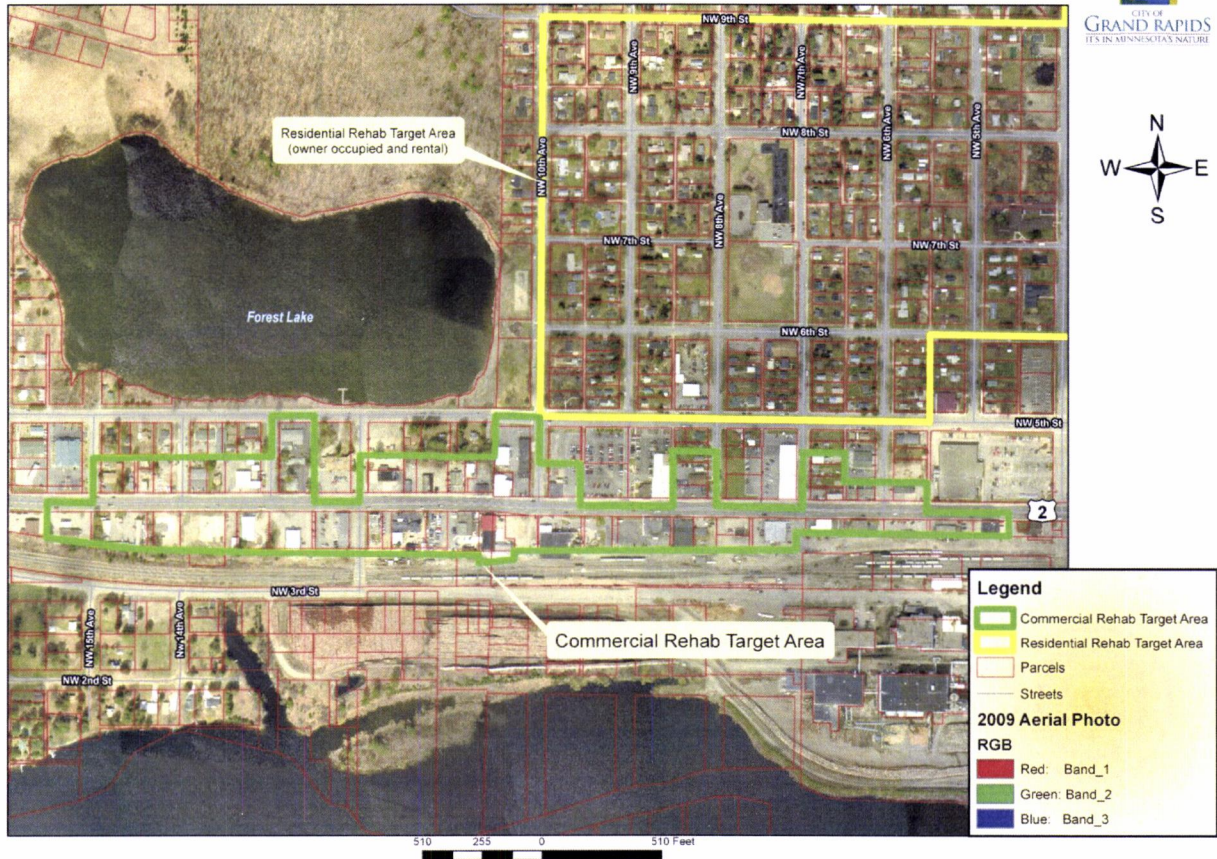 CITY OF
GRAND RAPIDS
IT'S IN MINNESOTA'S NATURE
N
W E
S
NW 9th St
NW 9th Ave
NW 7th Ave
NW 6th Ave
NW 5th Ave
Residential Rehab Target Area
(owner occupied and rental)
NW 10th Ave
NW 8th St
NW 8th Ave
NW 7th St
NW 7th St
Forest Lake
NW 6th St
NW 5th St
2
NW 3rd St
Commercial Rehab Target Area
NW 15th Ave
Nw 14th Ave
NW 2nd St
Legend
Commercial Rehab Target Area
Residential Rehab Target Area
Parcels
Streets
2009 Aerial Photo
RGB
Red: Band_1
Green: Band_2
Blue: Band_3
510 255 0 510 Feet